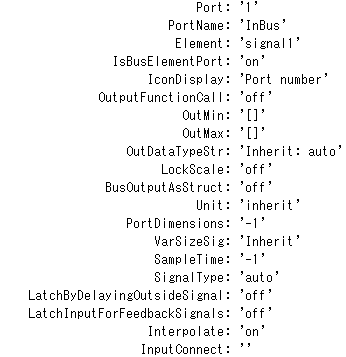 Port: '1'
PortName: 'InBus'
Element: 'signal1'
IsBusElementPort: 'on'
IconDisplay: 'Port number'
OutputFunctionCall: 'off'
OutMin: '[]'
OutMax: '[]'
OutDataTypeStr: 'Inherit: auto'
LockScale: 'off'
BusOutputAsStruct: 'off'
Unit: 'inherit'
PortDimensions: '-1'
VarSizeSig: 'Inherit'
SampleTime: '-1'
SignalType: 'auto'
LatchByDelayingOutsideSignal: 'off'
LatchInputForFeedbackSignals: 'off'
Interpolate: 'on'
InputConnect: ''